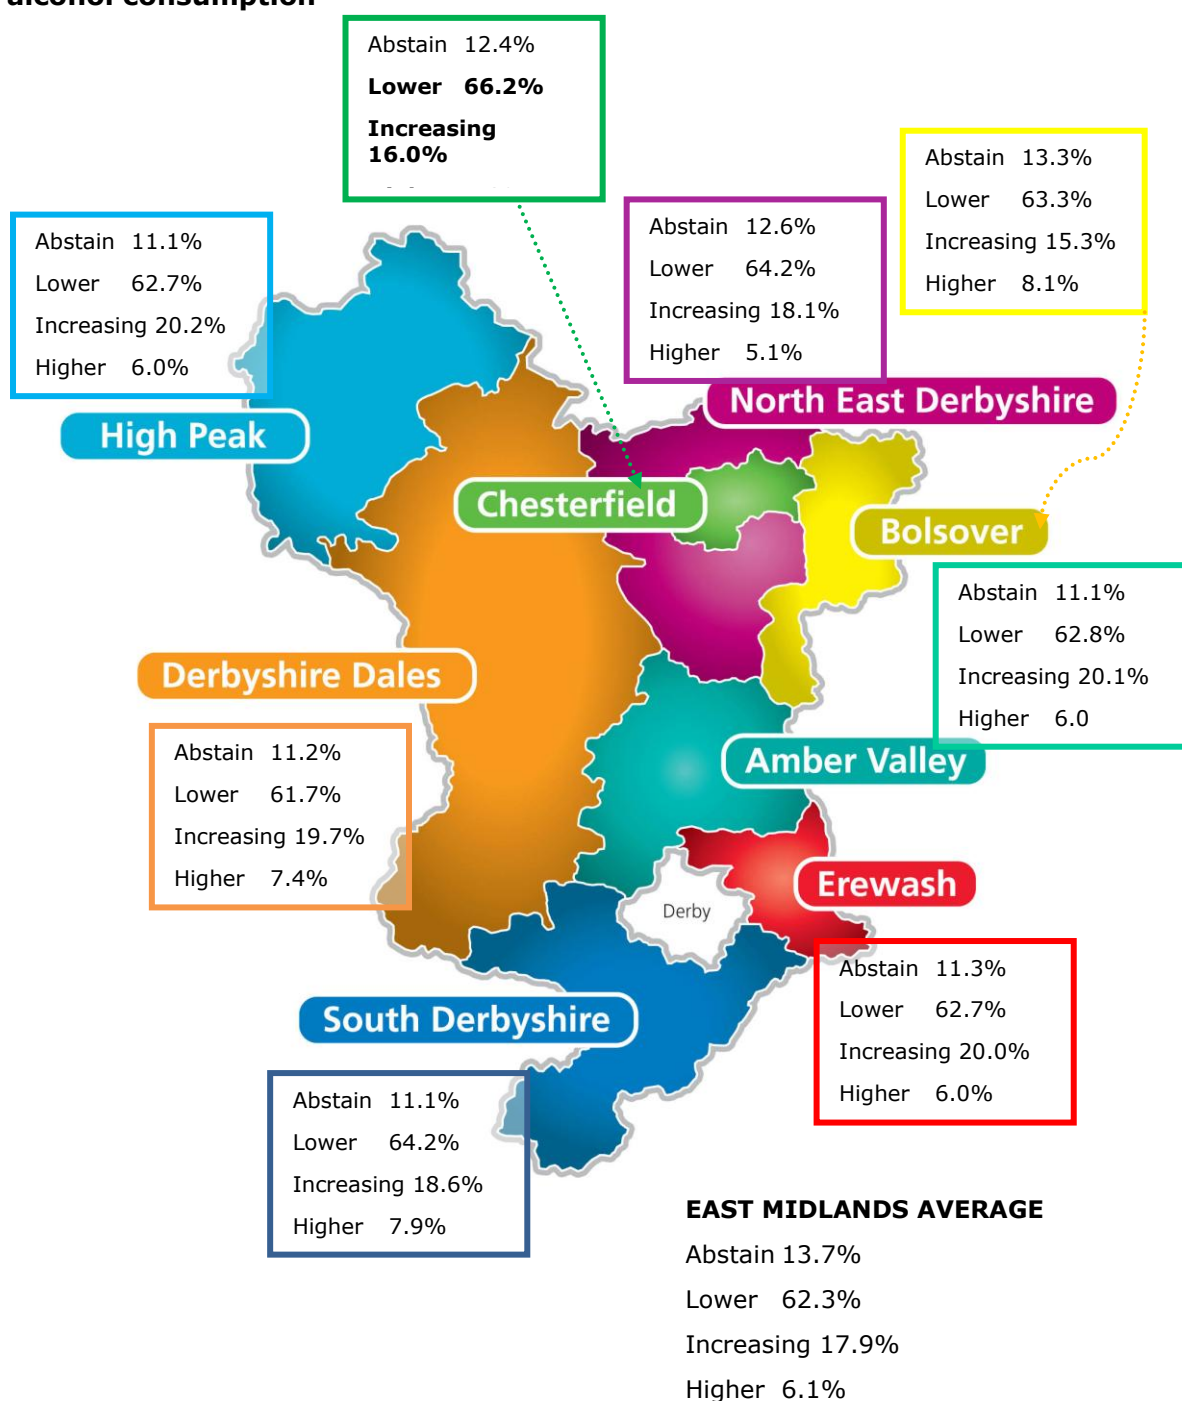 alcohol consumption
Abstain 12.4%
Lower 66.2%
Increasing
16.0%
Abstain 13.3%
Lower 63.3%
Increasing 15.3%
Higher 8.1%
Abstain 12.6%
Lower 64.2%
Increasing 18.1%
Higher 5.1%
Abstain 11.1%
Lower 62.7%
Increasing 20.2%
Higher 6.0%
North East Derbyshire
High Peak
Chesterfield
Bolsover
Abstain 11.1%
Lower 62.8%
Increasing 20.1%
Higher 6.0
Derbyshire Dales
Abstain 11.2%
Lower 61.7%
Increasing 19.7%
Higher 7.4%
Amber Valley
Erewash
Derby
Abstain 11.3%
Lower 62.7%
Increasing 20.0%
Higher 6.0%
South Derbyshire
Abstain 11.1%
Lower 64.2%
Increasing 18.6%
Higher 7.9%
EAST MIDLANDS AVERAGE
Abstain 13.7%
Lower 62.3%
Increasing 17.9%
Higher 6.1%